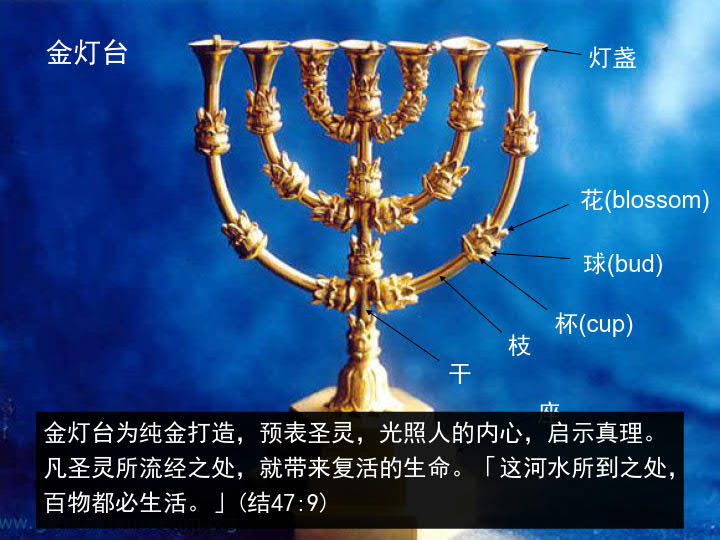 金灯台
灯盏
花(blossom)
球(bud)
杯(cup)
枝
干
座
金灯台为纯金打造，预表圣灵，光照人的内心，启示真理。
凡圣灵所流经之处，就带来复活的生命。「这河水所到之处，
百物都必生活。」(结47:9)